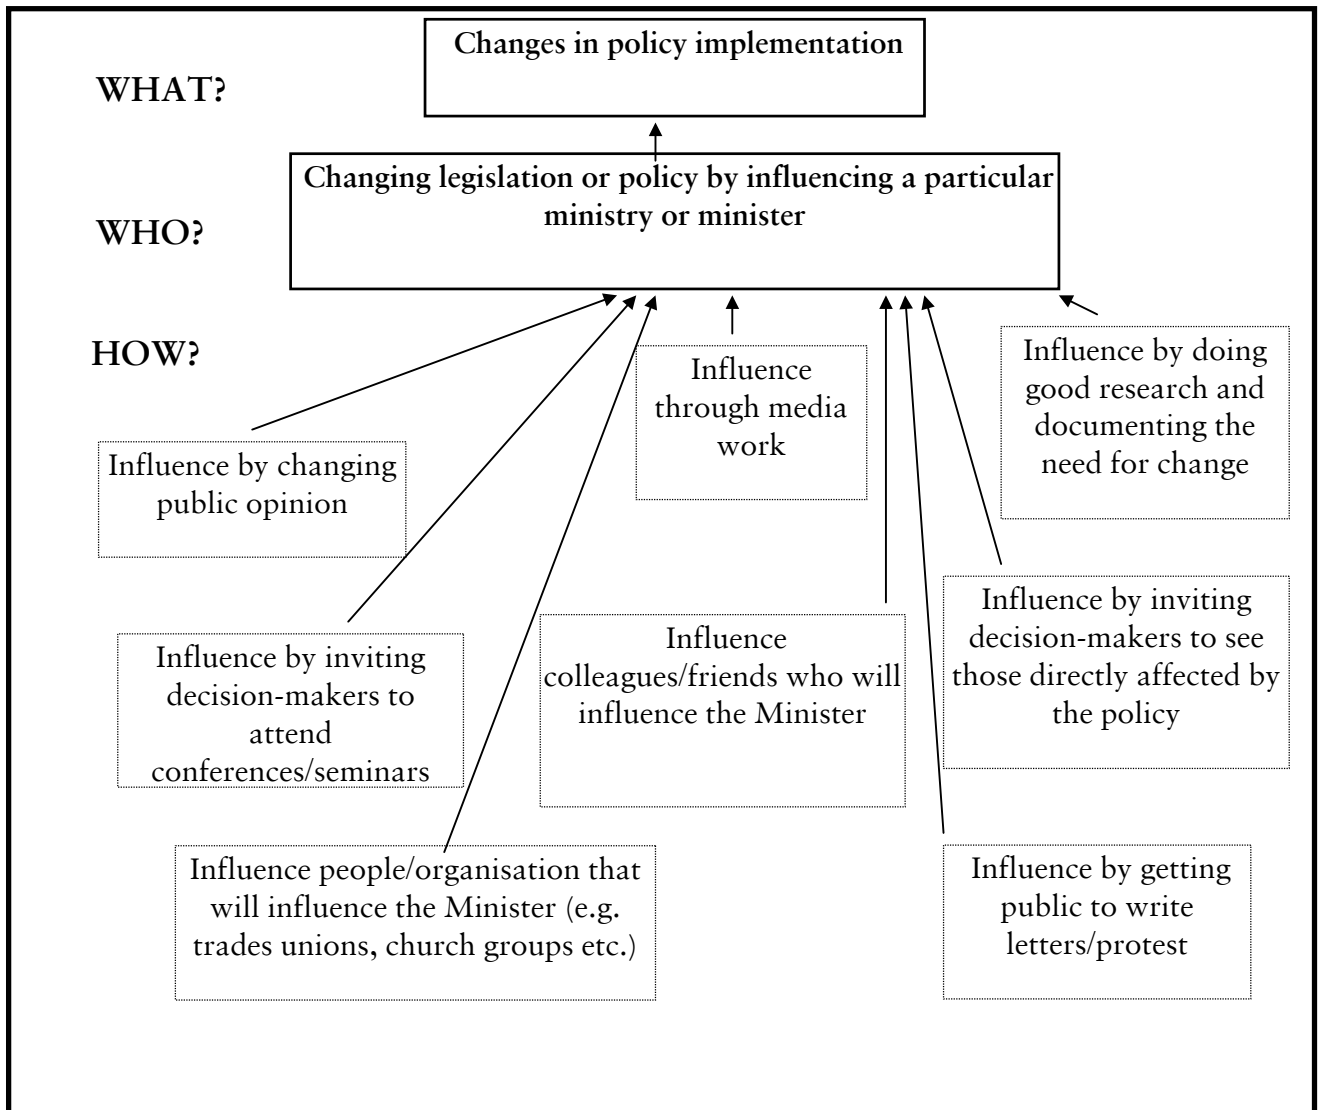 Changes in policy implementation
WHAT?
Changing legislation or policy by influencing a particular
ministry or minister
WHO?
HOW?
Influence
through media
work
Influence by doing
good research and
documenting the
need for change
Influence by changing
public opinion
Influence by inviting
decision-makers to
attend
conferences/seminars
Influence
colleagues/friends who will
influence the Minister
Influence by inviting
decision-makers to see
those directly affected by
the policy
Influence people/organisation that
will influence the Minister (e.g.
trades unions, church groups etc.)
Influence by getting
public to write
letters/protest